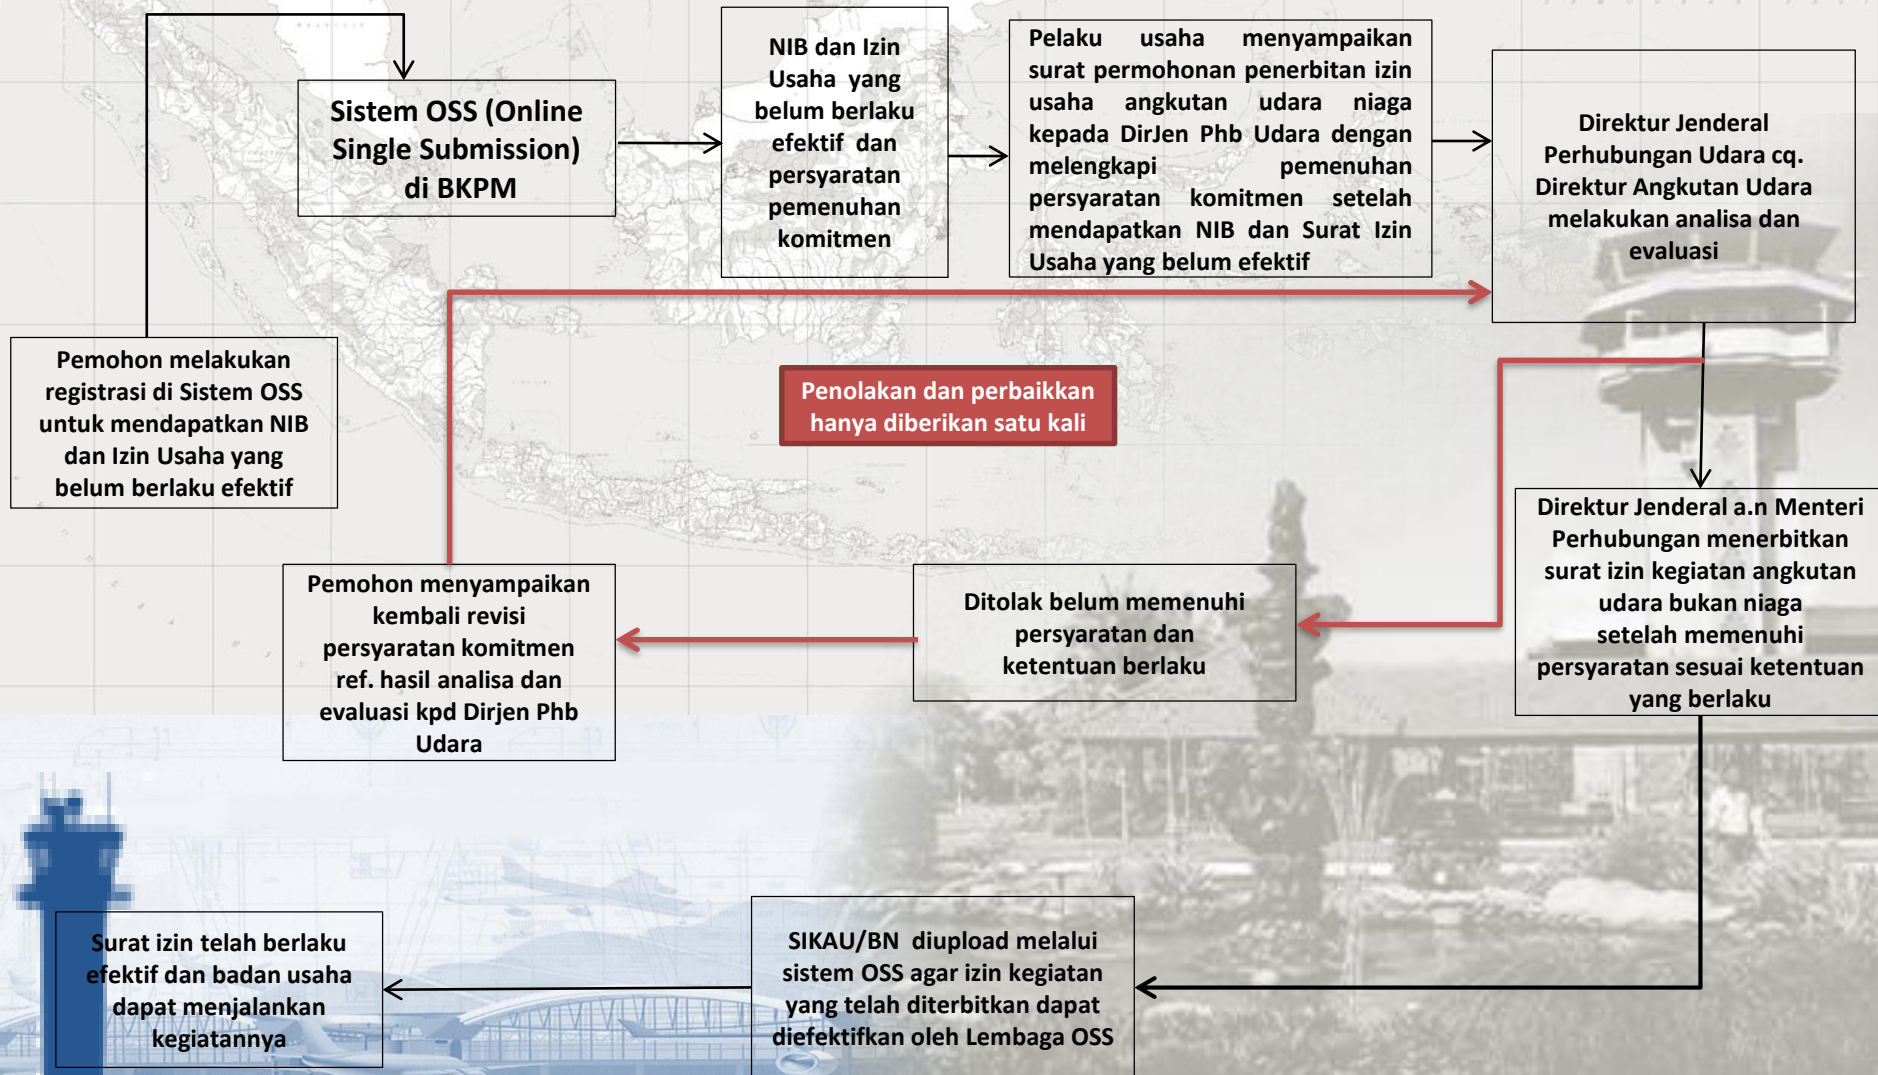 Sistem OSS (Online
Single Submission)
di BKPM
NIB dan Izin
Usaha yang
belum berlaku
efektif dan
persyaratan
pemenuhan
komitmen
Pelaku usaha menyampaikan
surat permohonan penerbitan izin
usaha angkutan udara niaga
kepada DirJen Phb Udara dengan
melengkapi pemenuhan
persyaratan komitmen setelah
mendapatkan NIB dan Surat Izin
Usaha yang belum efektif
Direktur Jenderal
Perhubungan Udara cq.
Direktur Angkutan Udara
melakukan analisa dan
evaluasi
Pemohon melakukan
registrasi di Sistem OSS
untuk mendapatkan NIB
dan Izin Usaha yang
belum berlaku efektif
Penolakan dan perbaikkan
hanya diberikan satu kali
Direktur Jenderal a.n Menteri
Perhubungan menerbitkan
surat izin kegiatan angkutan
udara bukan niaga
setelah memenuhi
persyaratan sesuai ketentuan
yang berlaku
Ditolak belum memenuhi
persyaratan dan
ketentuan berlaku
Pemohon menyampaikan
kembali revisi
persyaratan komitmen
ref. hasil analisa dan
evaluasi kpd Dirjen Phb
Udara
SIKAU/BN diupload melalui
sistem OSS agar izin kegiatan
yang telah diterbitkan dapat
diefektifkan oleh Lembaga OSS
Surat izin telah berlaku
efektif dan badan usaha
dapat menjalankan
kegiatannya